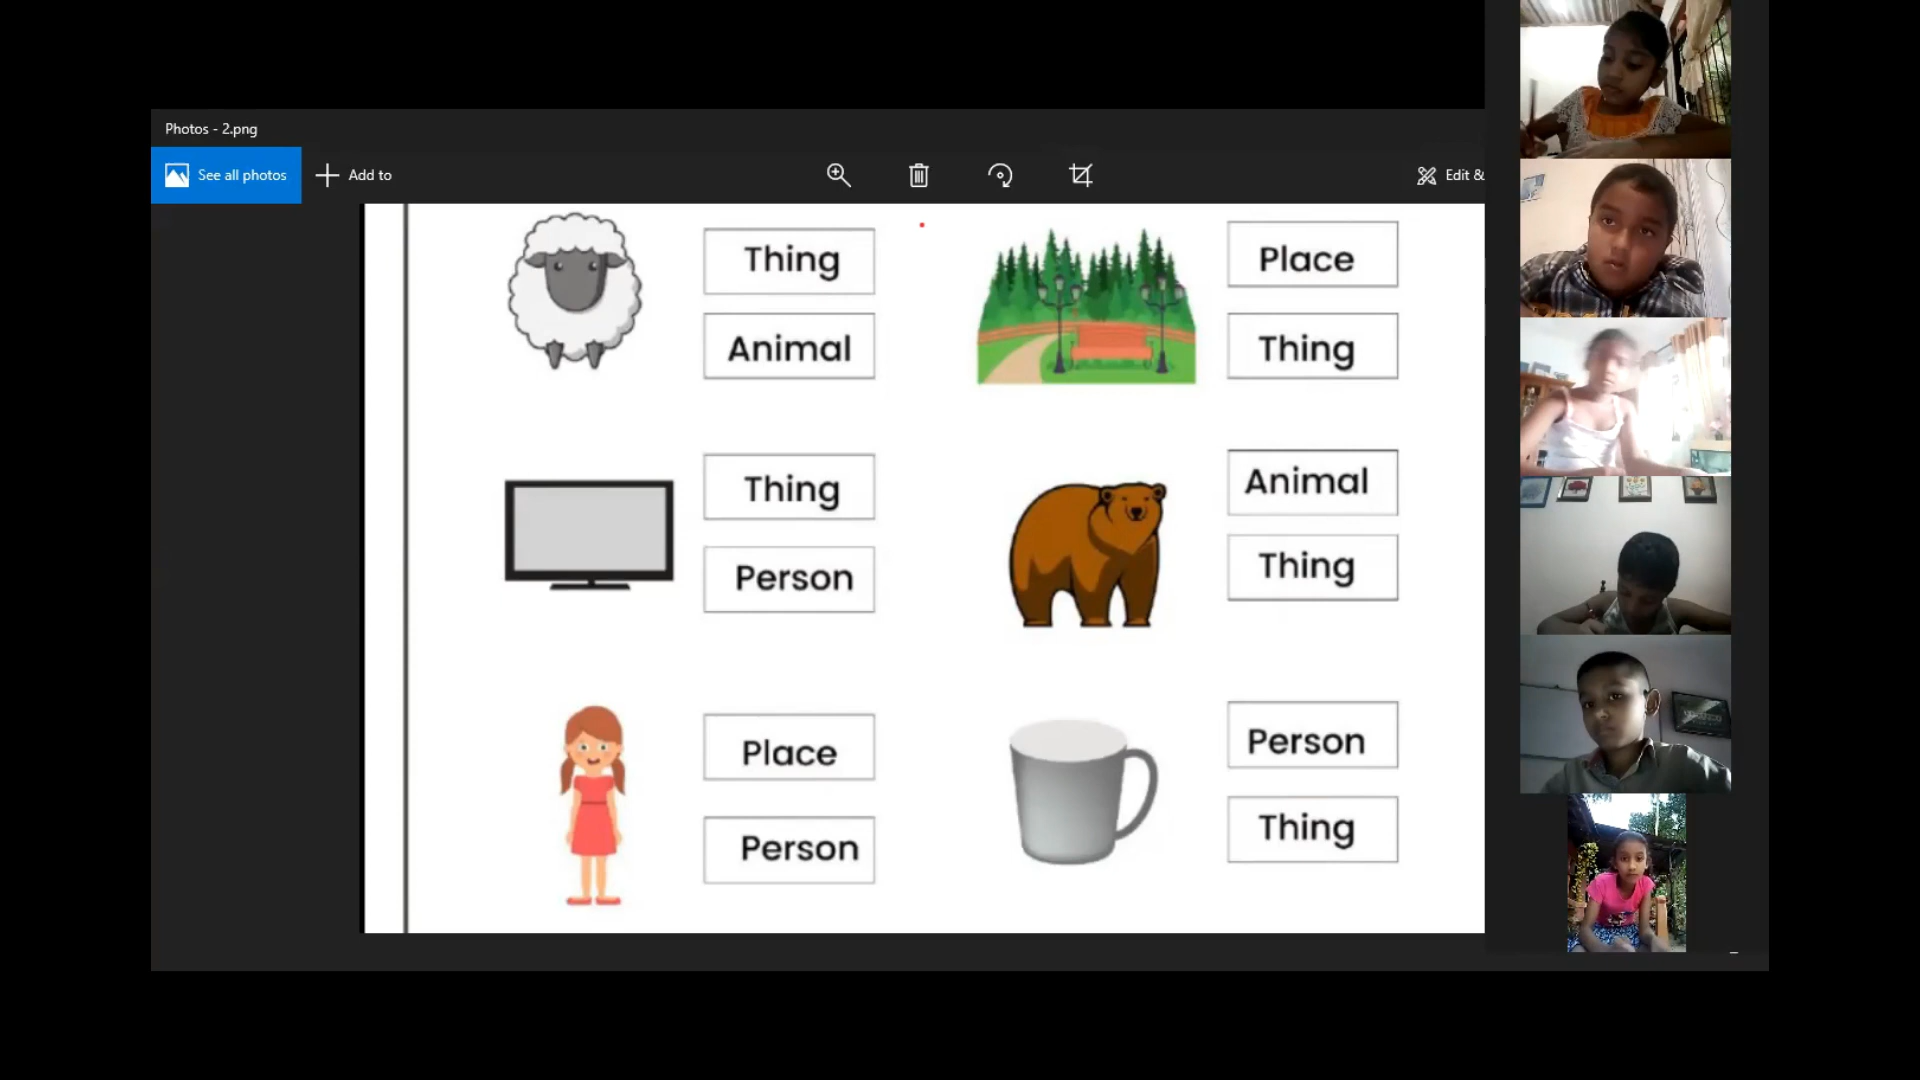 Photos - 2.png
See all photos
Add to
Edit &
Thing
Animal
Place
Thing
Thing
Person
Animal
Thing
Place
Person
Person
Thing